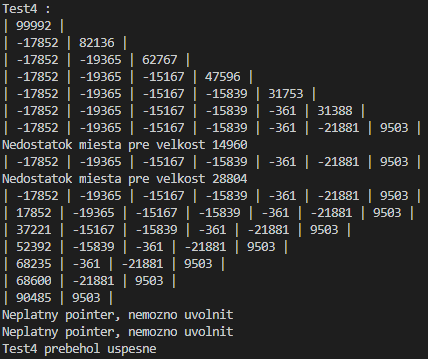 Test4 :
| 99992 |
| -17852 | 82136 |
| -17852 | -19365 | 62767 |
| -17852 | -19365 | -15167 | 47596 |
| -17852 | -19365 | -15167 | -15839 | 31753 |
| -17852 | -19365 | -15167 | -15839 | -361 | 31388 |
| -17852 | -19365 | -15167 | -15839 | -361 | -21881 | 9503 |
Nedostatok miesta pre velkost 14960
| -17852 | -19365 | -15167 | -15839 | -361 | -21881 | 9503 |
Nedostatok miesta pre velkost 28804
| -17852 | -19365 | -15167 | -15839 | -361 | -21881 | 9503 |
| 17852 | -19365 | -15167 | -15839 | -361 | -21881 | 9503 |
| 37221 | -15167 | -15839 | -361 | -21881 | 9503 |
| 52392 | -15839 | -361 | -21881 | 9503 |
| 68235 | -361 | -21881 | 9503 |
| 68600 | -21881 | 9503 |
| 90485 | 9503 |
Neplatny pointer, nemozno uvolnit
Neplatny pointer, nemozno uvolnit
Test4 prebehol uspesne